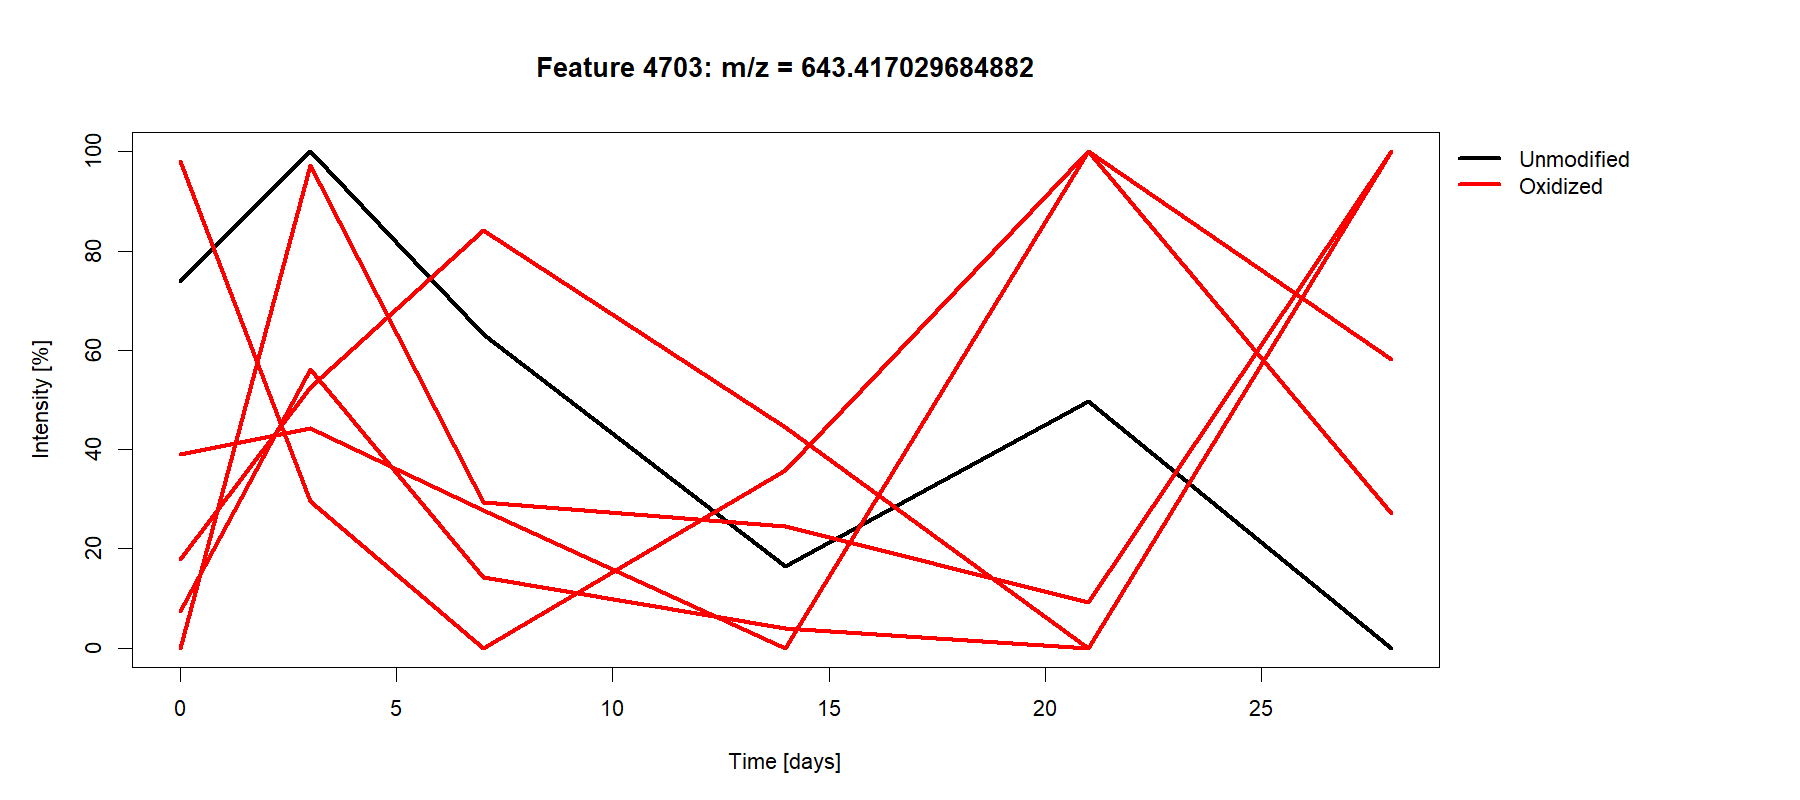 Feature 4703: m/z = 643.417029684882
Unmodified
Oxidized
Intensity [%]
100
80
60
40
20
0
0 5 10 15 20 25
Time [days]